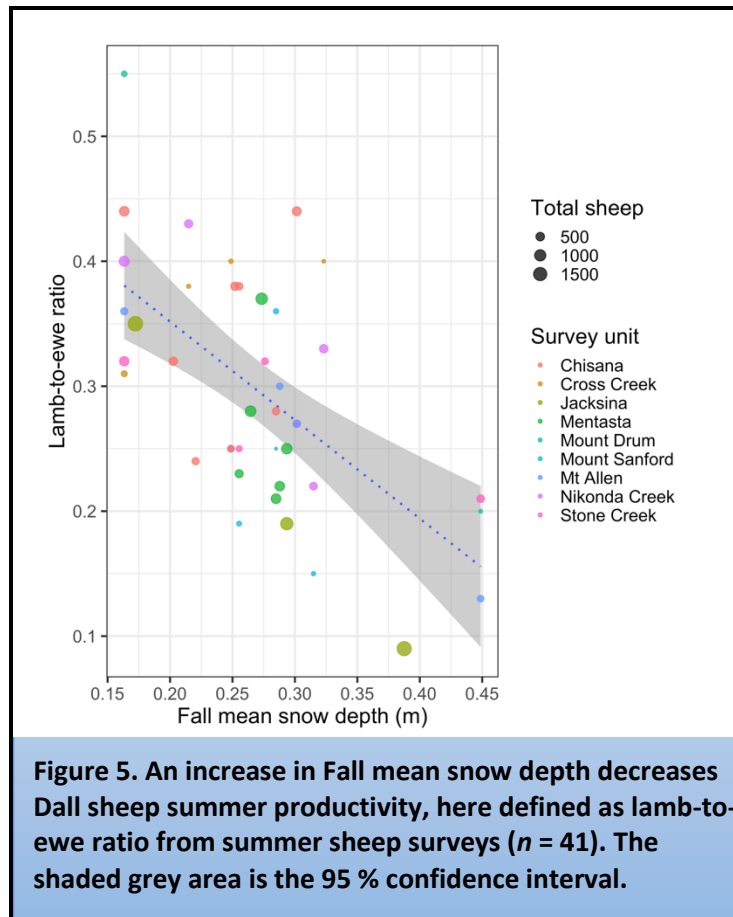 0.5
0.4
0.3
0.2
0.1
Lamb-to-ewe ratio
0.15 0.20 0.25 0.30 0.35 0.40 0.45
Fall mean snow depth (m)
Total sheep
500
1000
1500
Survey unit
Chisana
Cross Creek
Jacksina
Mentasta
Mount Drum
Mount Sanford
Mt Allen
Nikonda Creek
Stone Creek
Figure 5. An increase in Fall mean snow depth decreases
Dall sheep summer productivity, here defined as lamb-to-
ewe ratio from summer sheep surveys (n = 41). The
shaded grey area is the 95 % confidence interval.